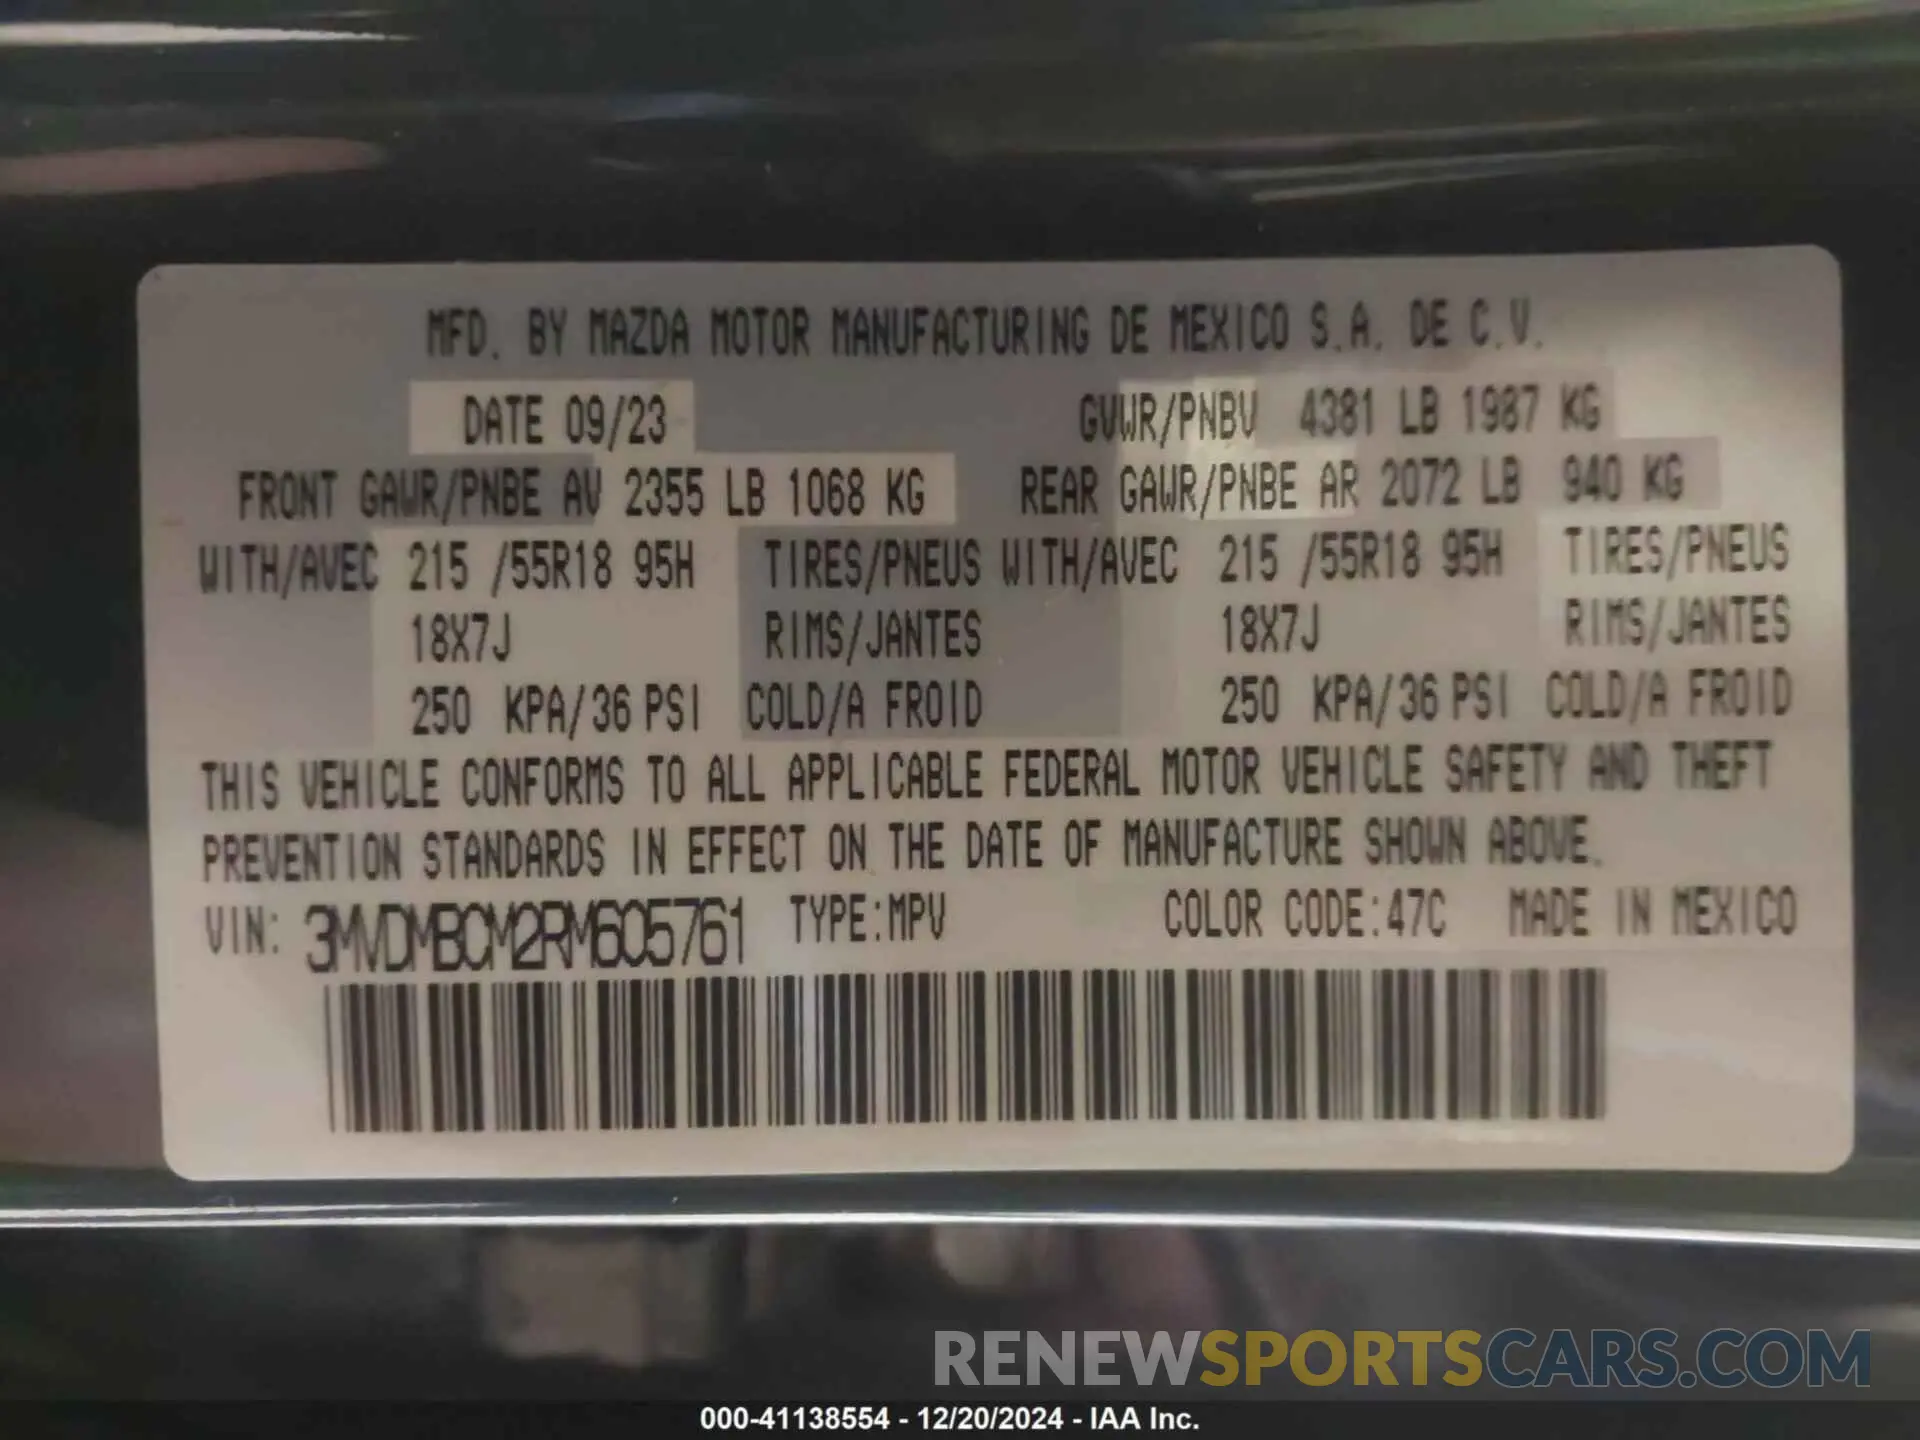 MFD. BY MAZDA MOTOR MANUFACTURING DE MEXICO S.A. DE C.V.
DATE 09/23 GVWR/PNBV 4381 LB 1987 KG
FRONT GAWR/PNBE AV 2355 LB 1068 KG REAR GAWR/PNBE AR 2072 LB 940 KG
WITH/AVEC 215 /55R18 95H TIRES/PNEUS WITH/AVEC 215 /55R18 95H TIRES/PNEUS
18X7J RIMS/JANTES 18X7J RIMS/JANTES
250 KPA/36 PSI COLD/A FROID 250 KPA/36 PSI COLD/A FROID
THIS VEHICLE CONFORMS TO ALL APPLICABLE FEDERAL MOTOR VEHICLE SAFETY AND THEFT
PREVENTION STANDARDS IN EFFECT ON THE DATE OF MANUFACTURE SHOWN ABOVE.
VIN: 3MVDMBCM2RM605761 TYPE:MPV COLOR CODE:47C MADE IN MEXICO
RENEWSPORTSCARS.COM
000-41138554 - 12/20/2024 - IAA Inc.